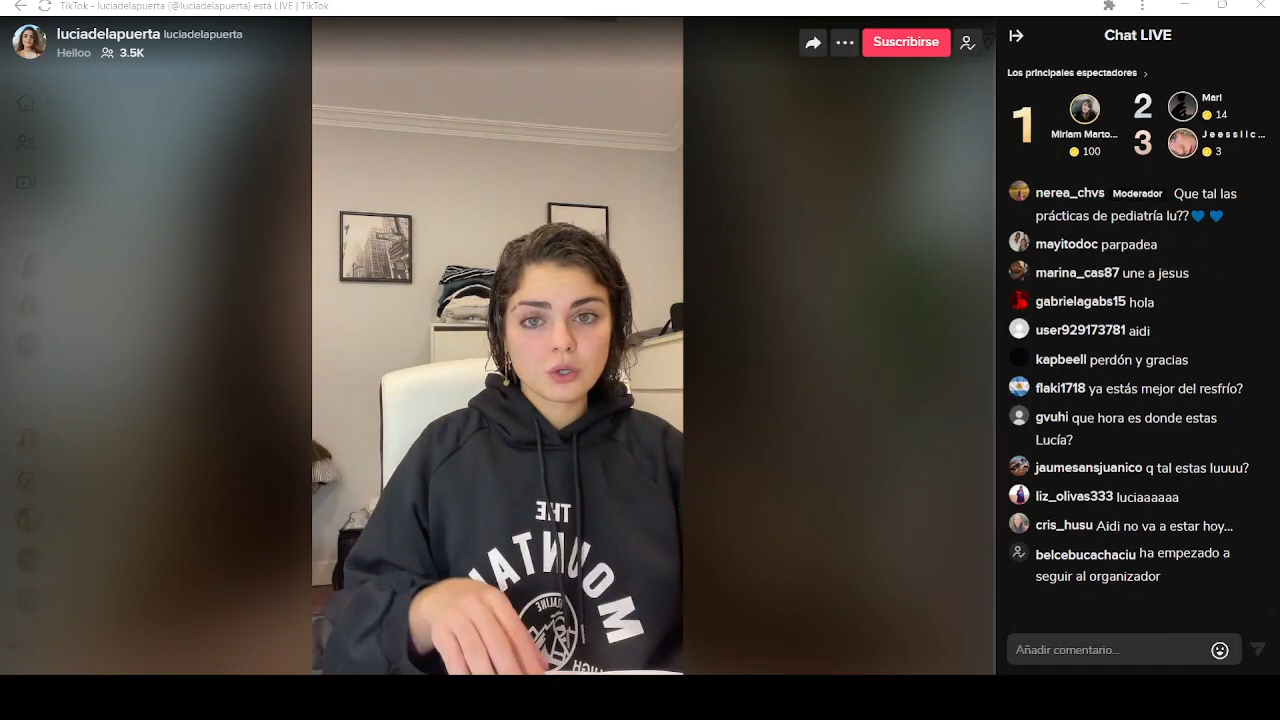 TikTok - luciadelapuerta (@luciadelapuerta) está LIVE | TikTok
luciadelapuerta luciadelapuerta
Helloo 3.5K
Suscribirse
Chat LIVE
Los principales espectadores
1
Miriam Marto...
100
2
Mari
14
3
J e e s s i i c ...
3
nerea_chvs Moderador Que tal las
prácticas de pediatría lu??💙 💙
mayitodoc parpadea
marina_cas87 une a jesus
gabrielagabs15 hola
user929173781 aidi
kapbeell perdón y gracias
flaki1718 ya estás mejor del resfrío?
gvuhi que hora es donde estas
Lucía?
jaumesansjuanico q tal estas luuuu?
liz_olivas333 luciaaaaaa
cris_husu Aidi no va a estar hoy...
belcebucachaciu ha empezado a
seguir al organizador
Añadir comentario...
THE
MOUNTAI
HIGH